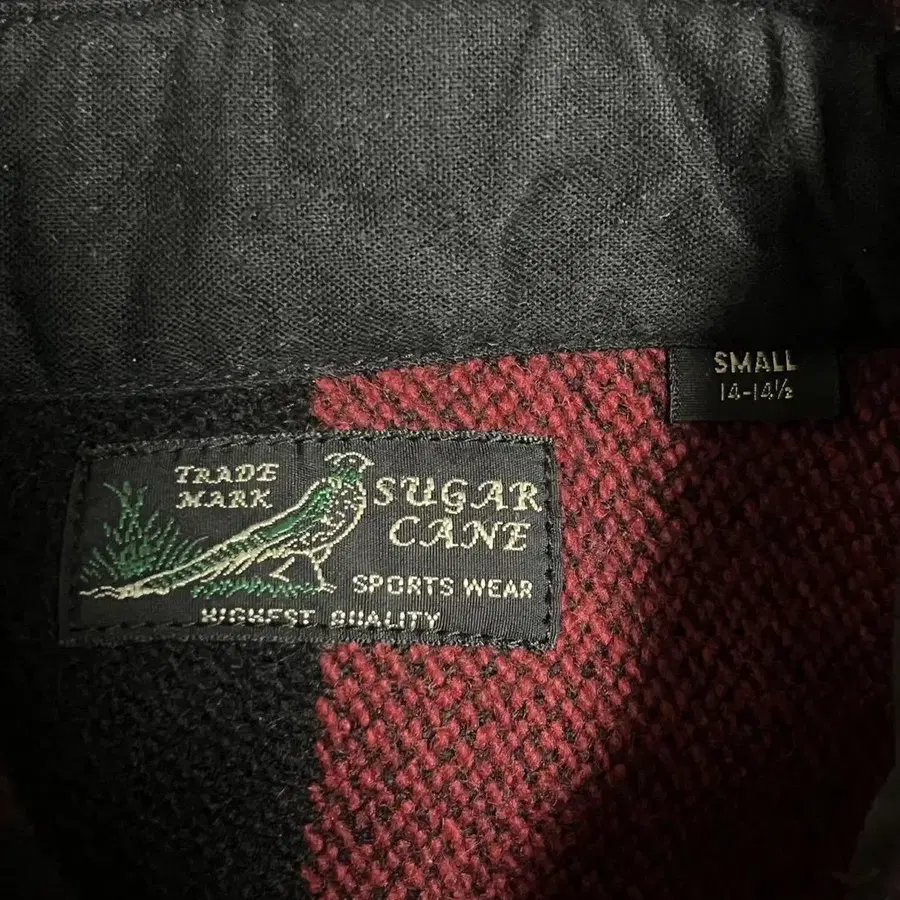 SMALL
14-14½
TRADE
MARK
SUGAR
CANE
SPORTS WEAR
HIGHEST QUALITY